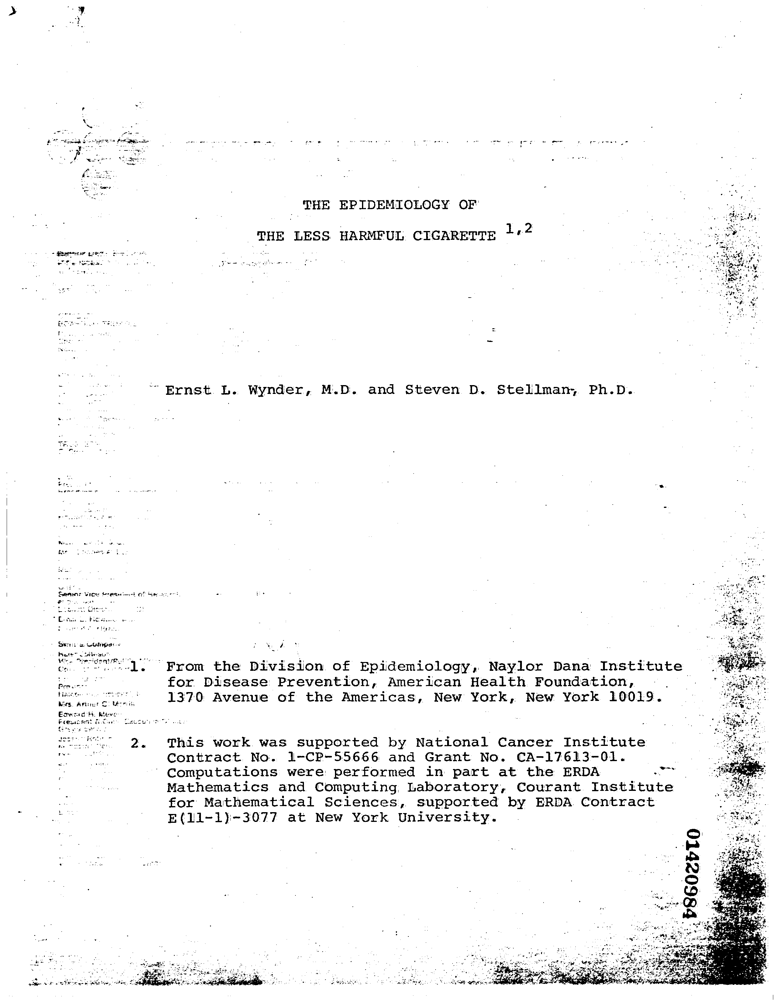 THE EPIDEMIOLOGY OF
THE LESS HARMFUL CIGARETTE 1,2
Ernst L. Wynder, M.D. and Steven D. Stellman, Ph.D.
Mrs. Arthur C.
Edward H.
1. From the Division of Epidemiology, Naylor Dana Institute
for Disease Prevention, American Health Foundation,
1370 Avenue of the Americas, New York, New York 10019.
2. This work was supported by National Cancer Institute
Contract No. 1-CP-55666 and Grant No. CA-17613-01.
Computations were performed in part at the ERDA
Mathematics and Computing Laboratory, Courant Institute
for Mathematical Sciences, supported by ERDA Contract
E(11-1)-3077 at New York University.
01420984